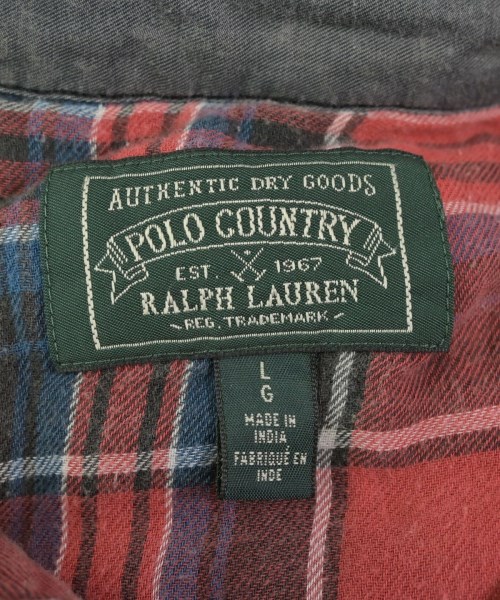 AUTHENTIC DRY GOODS
POLO COUNTRY
EST. 1967
RALPH LAUREN
~REG. TRADEMARK~
L
G
MADE IN
INDIA
FABRIQUÉ EN
INDE